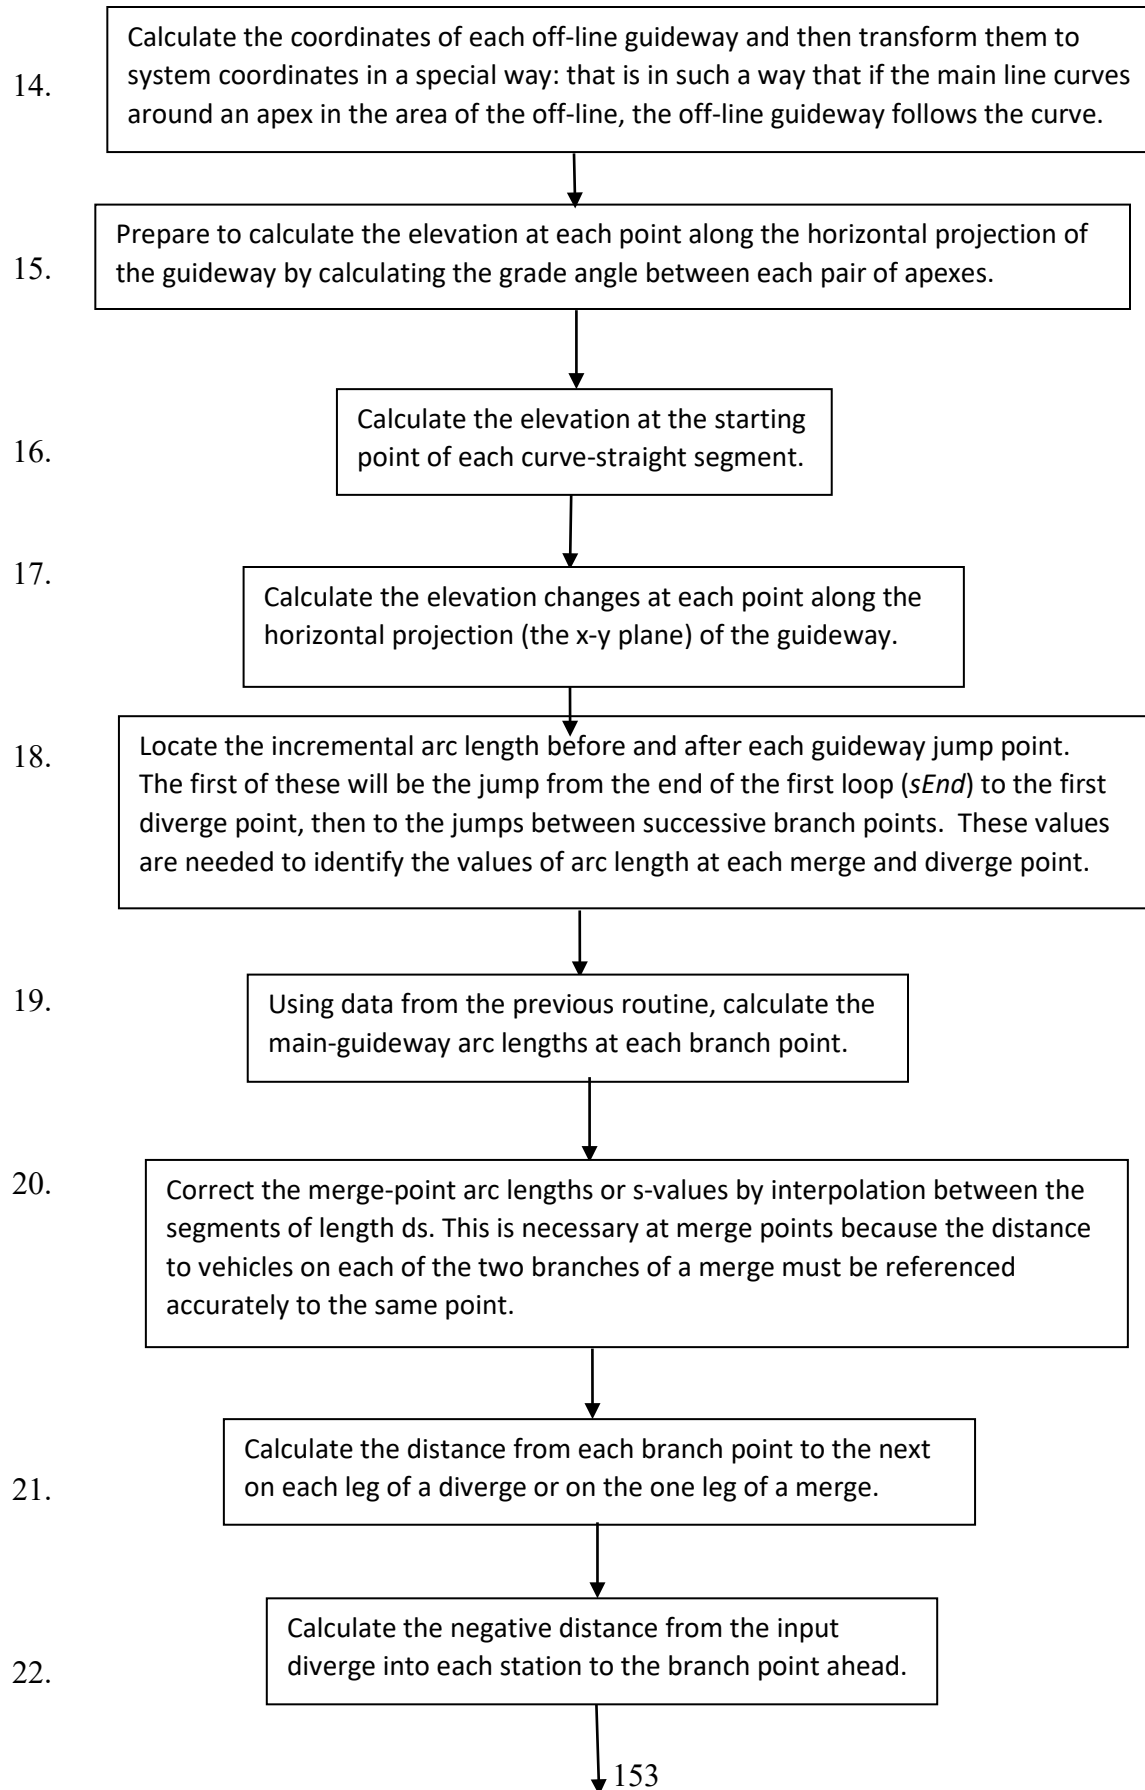 14.
Calculate the coordinates of each off-line guideway and then transform them to
system coordinates in a special way: that is in such a way that if the main line curves
around an apex in the area of the off-line, the off-line guideway follows the curve.
15.
Prepare to calculate the elevation at each point along the horizontal projection of
the guideway by calculating the grade angle between each pair of apexes.
16.
Calculate the elevation at the starting
point of each curve-straight segment.
17.
Calculate the elevation changes at each point along the
horizontal projection (the x-y plane) of the guideway.
18.
Locate the incremental arc length before and after each guideway jump point.
The first of these will be the jump from the end of the first loop (sEnd) to the first
diverge point, then to the jumps between successive branch points.  These values
are needed to identify the values of arc length at each merge and diverge point.
19.
Using data from the previous routine, calculate the
main-guideway arc lengths at each branch point.
20.
Correct the merge-point arc lengths or s-values by interpolation between the
segments of length ds. This is necessary at merge points because the distance
to vehicles on each of the two branches of a merge must be referenced
accurately to the same point.
21.
Calculate the distance from each branch point to the next
on each leg of a diverge or on the one leg of a merge.
22.
Calculate the negative distance from the input
diverge into each station to the branch point ahead.
153